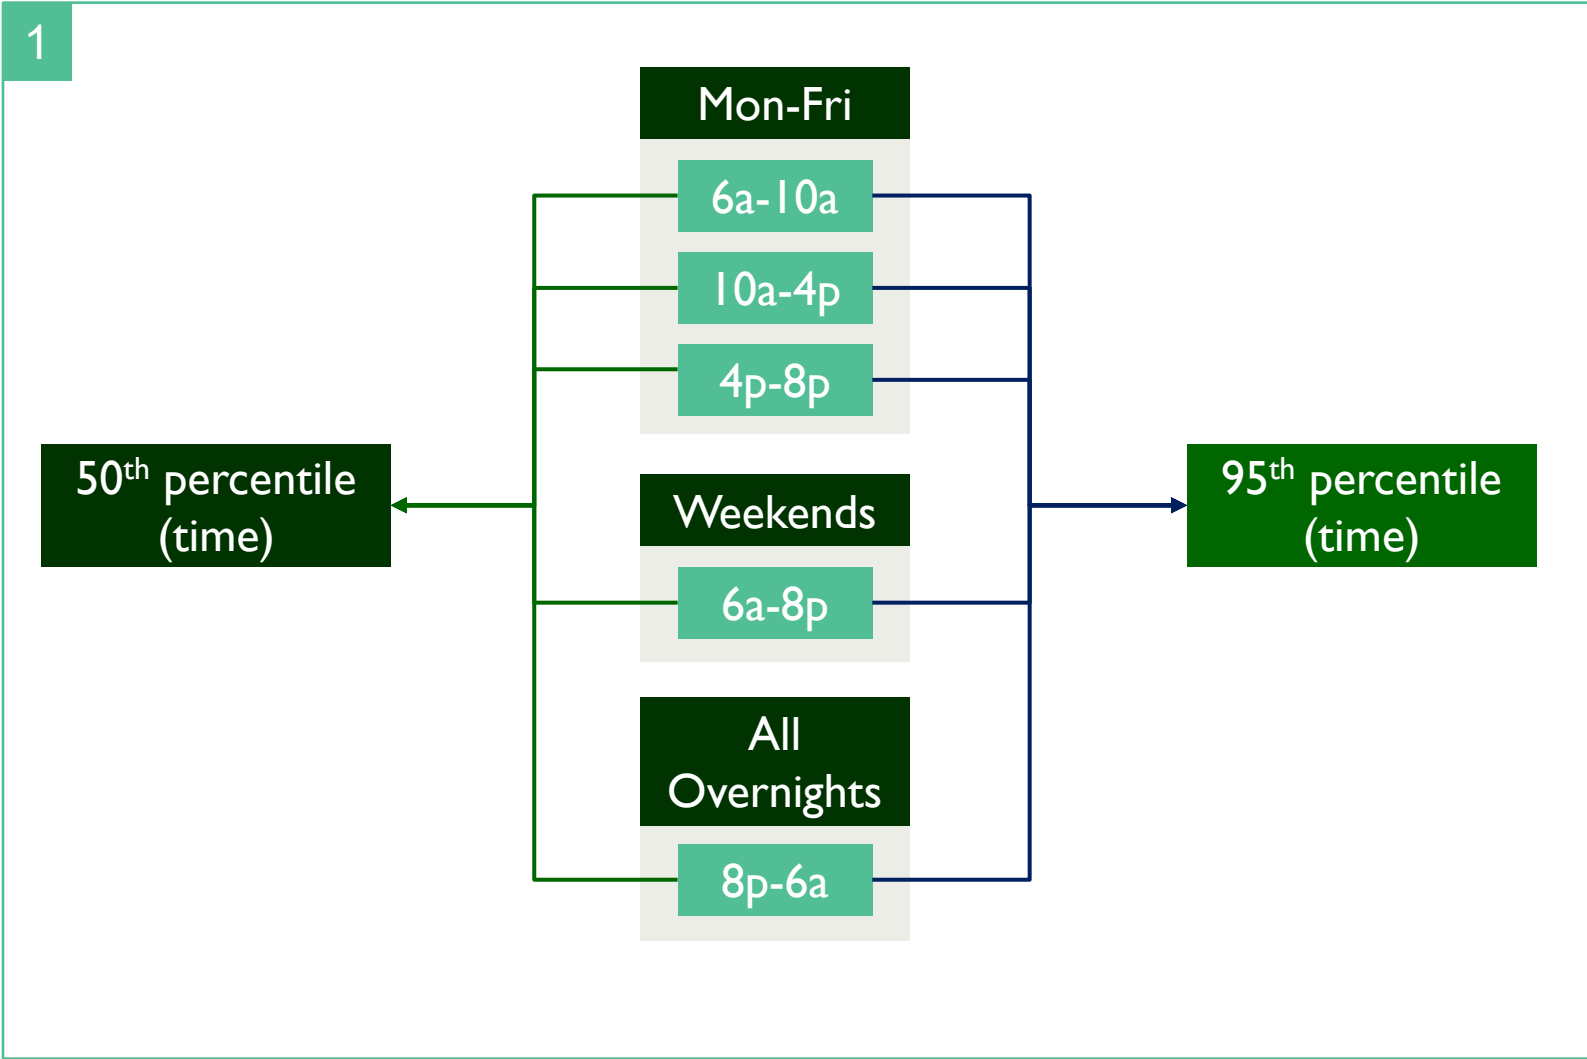 1
Mon-Fri
6a-10a
10a-4p
4p-8p
50th percentile
(time)
95th percentile
(time)
Weekends
6a-8p
All
Overnights
8p-6a